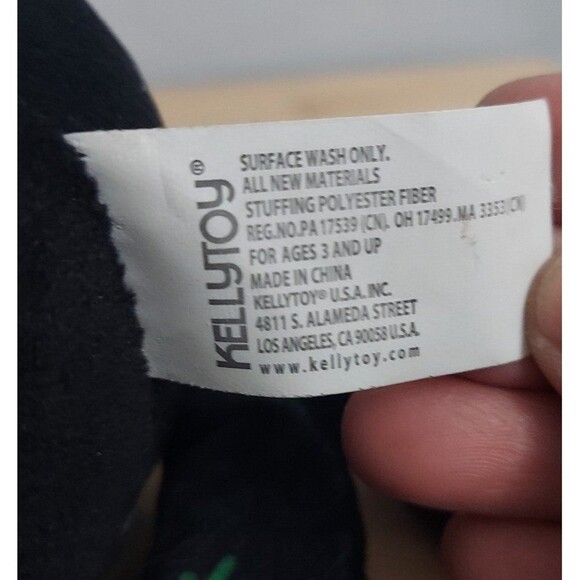 KELLYTOY®
SURFACE WASH ONLY.
ALL NEW MATERIALS
STUFFING POLYESTER FIBER
REG.NO.PA17539 (CN). OH 17499 .MA 3353(CN)
FOR AGES 3 AND UP
MADE IN CHINA
KELLYTOY® U.S.A. INC.
4811 S. ALAMEDA STREET
LOS ANGELES, CA 90058 U.S.A.
www.kellytoy.com